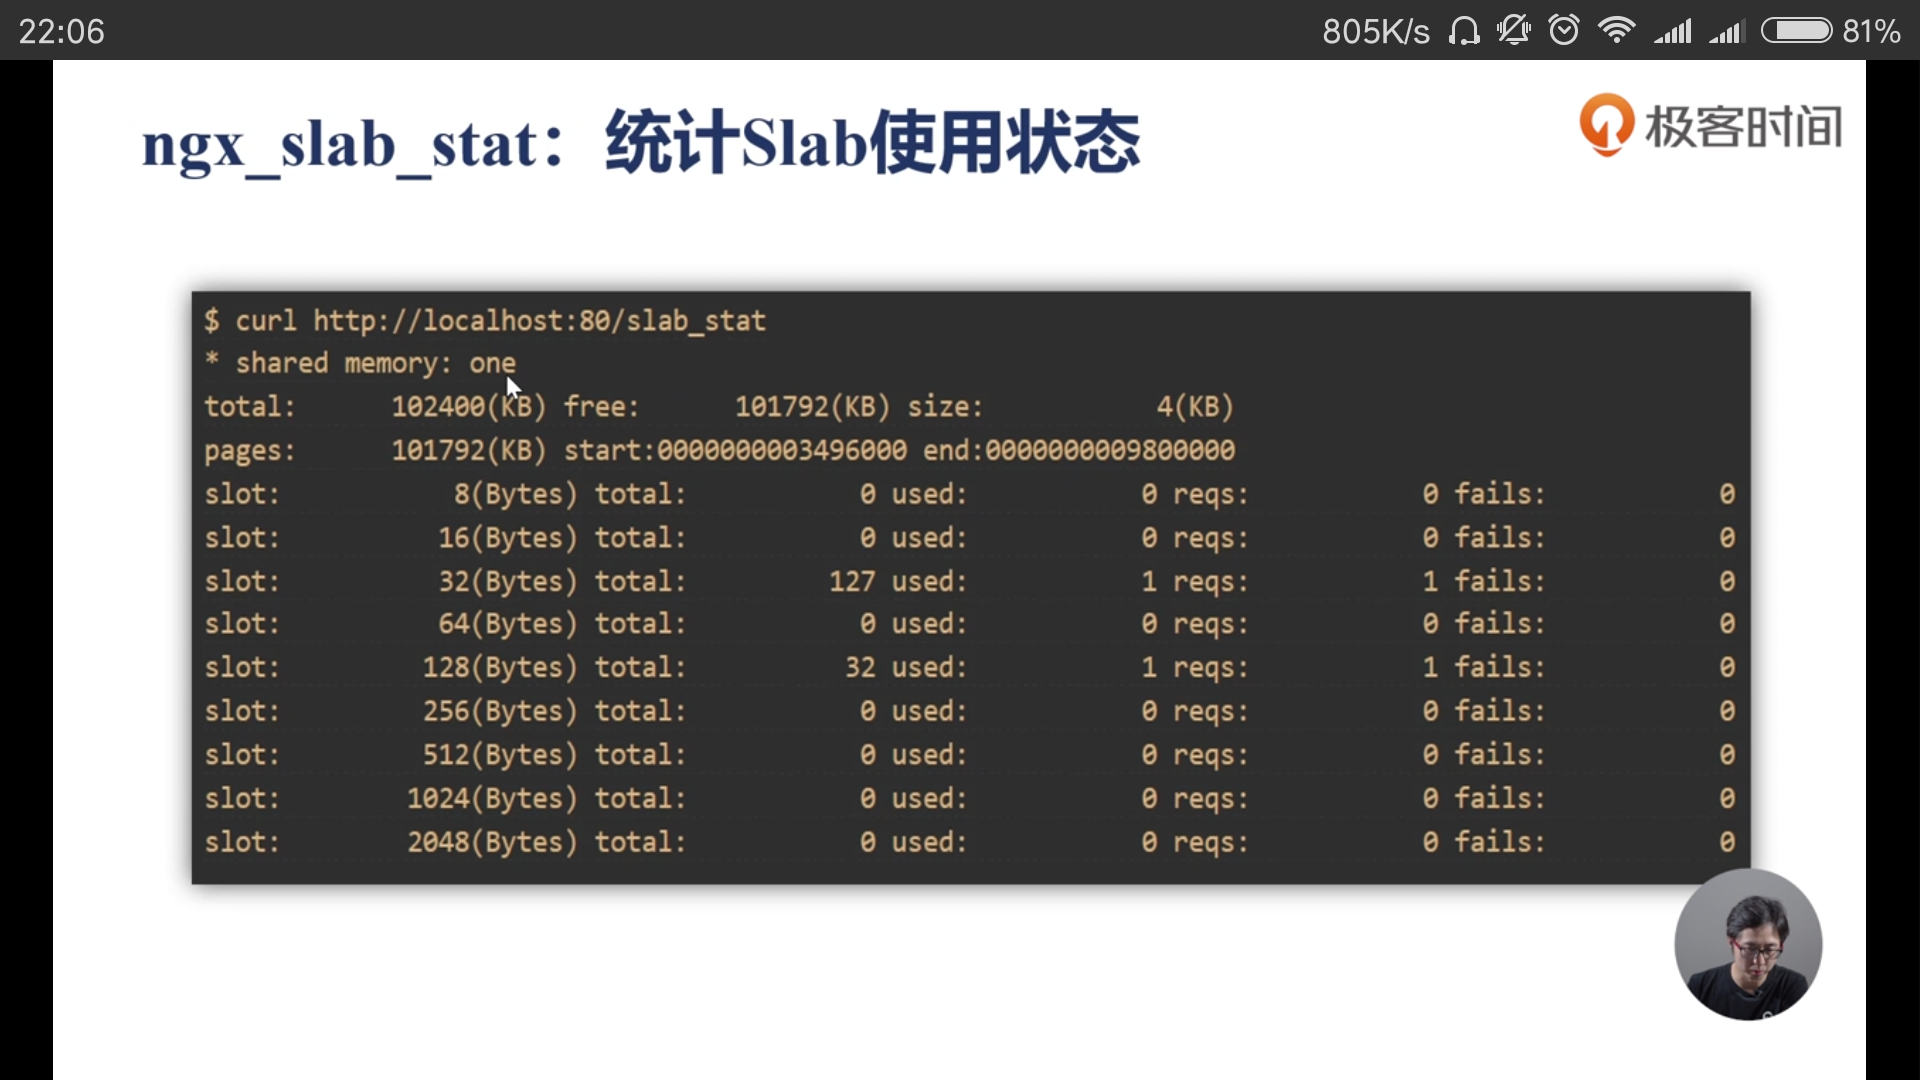 22:06 805K/s 81%
ngx_slab_stat：统计Slab使用状态
极客时间
$ curl http://localhost:80/slab_stat
* shared memory: one
total: 102400(KB) free: 101792(KB) size: 4(KB)
pages: 101792(KB) start:0000000003496000 end:0000000009800000
slot: 8(Bytes) total: 0 used: 0 reqs: 0 fails: 0
slot: 16(Bytes) total: 0 used: 0 reqs: 0 fails: 0
slot: 32(Bytes) total: 127 used: 1 reqs: 1 fails: 0
slot: 64(Bytes) total: 0 used: 0 reqs: 0 fails: 0
slot: 128(Bytes) total: 32 used: 1 reqs: 1 fails: 0
slot: 256(Bytes) total: 0 used: 0 reqs: 0 fails: 0
slot: 512(Bytes) total: 0 used: 0 reqs: 0 fails: 0
slot: 1024(Bytes) total: 0 used: 0 reqs: 0 fails: 0
slot: 2048(Bytes) total: 0 used: 0 reqs: 0 fails: 0